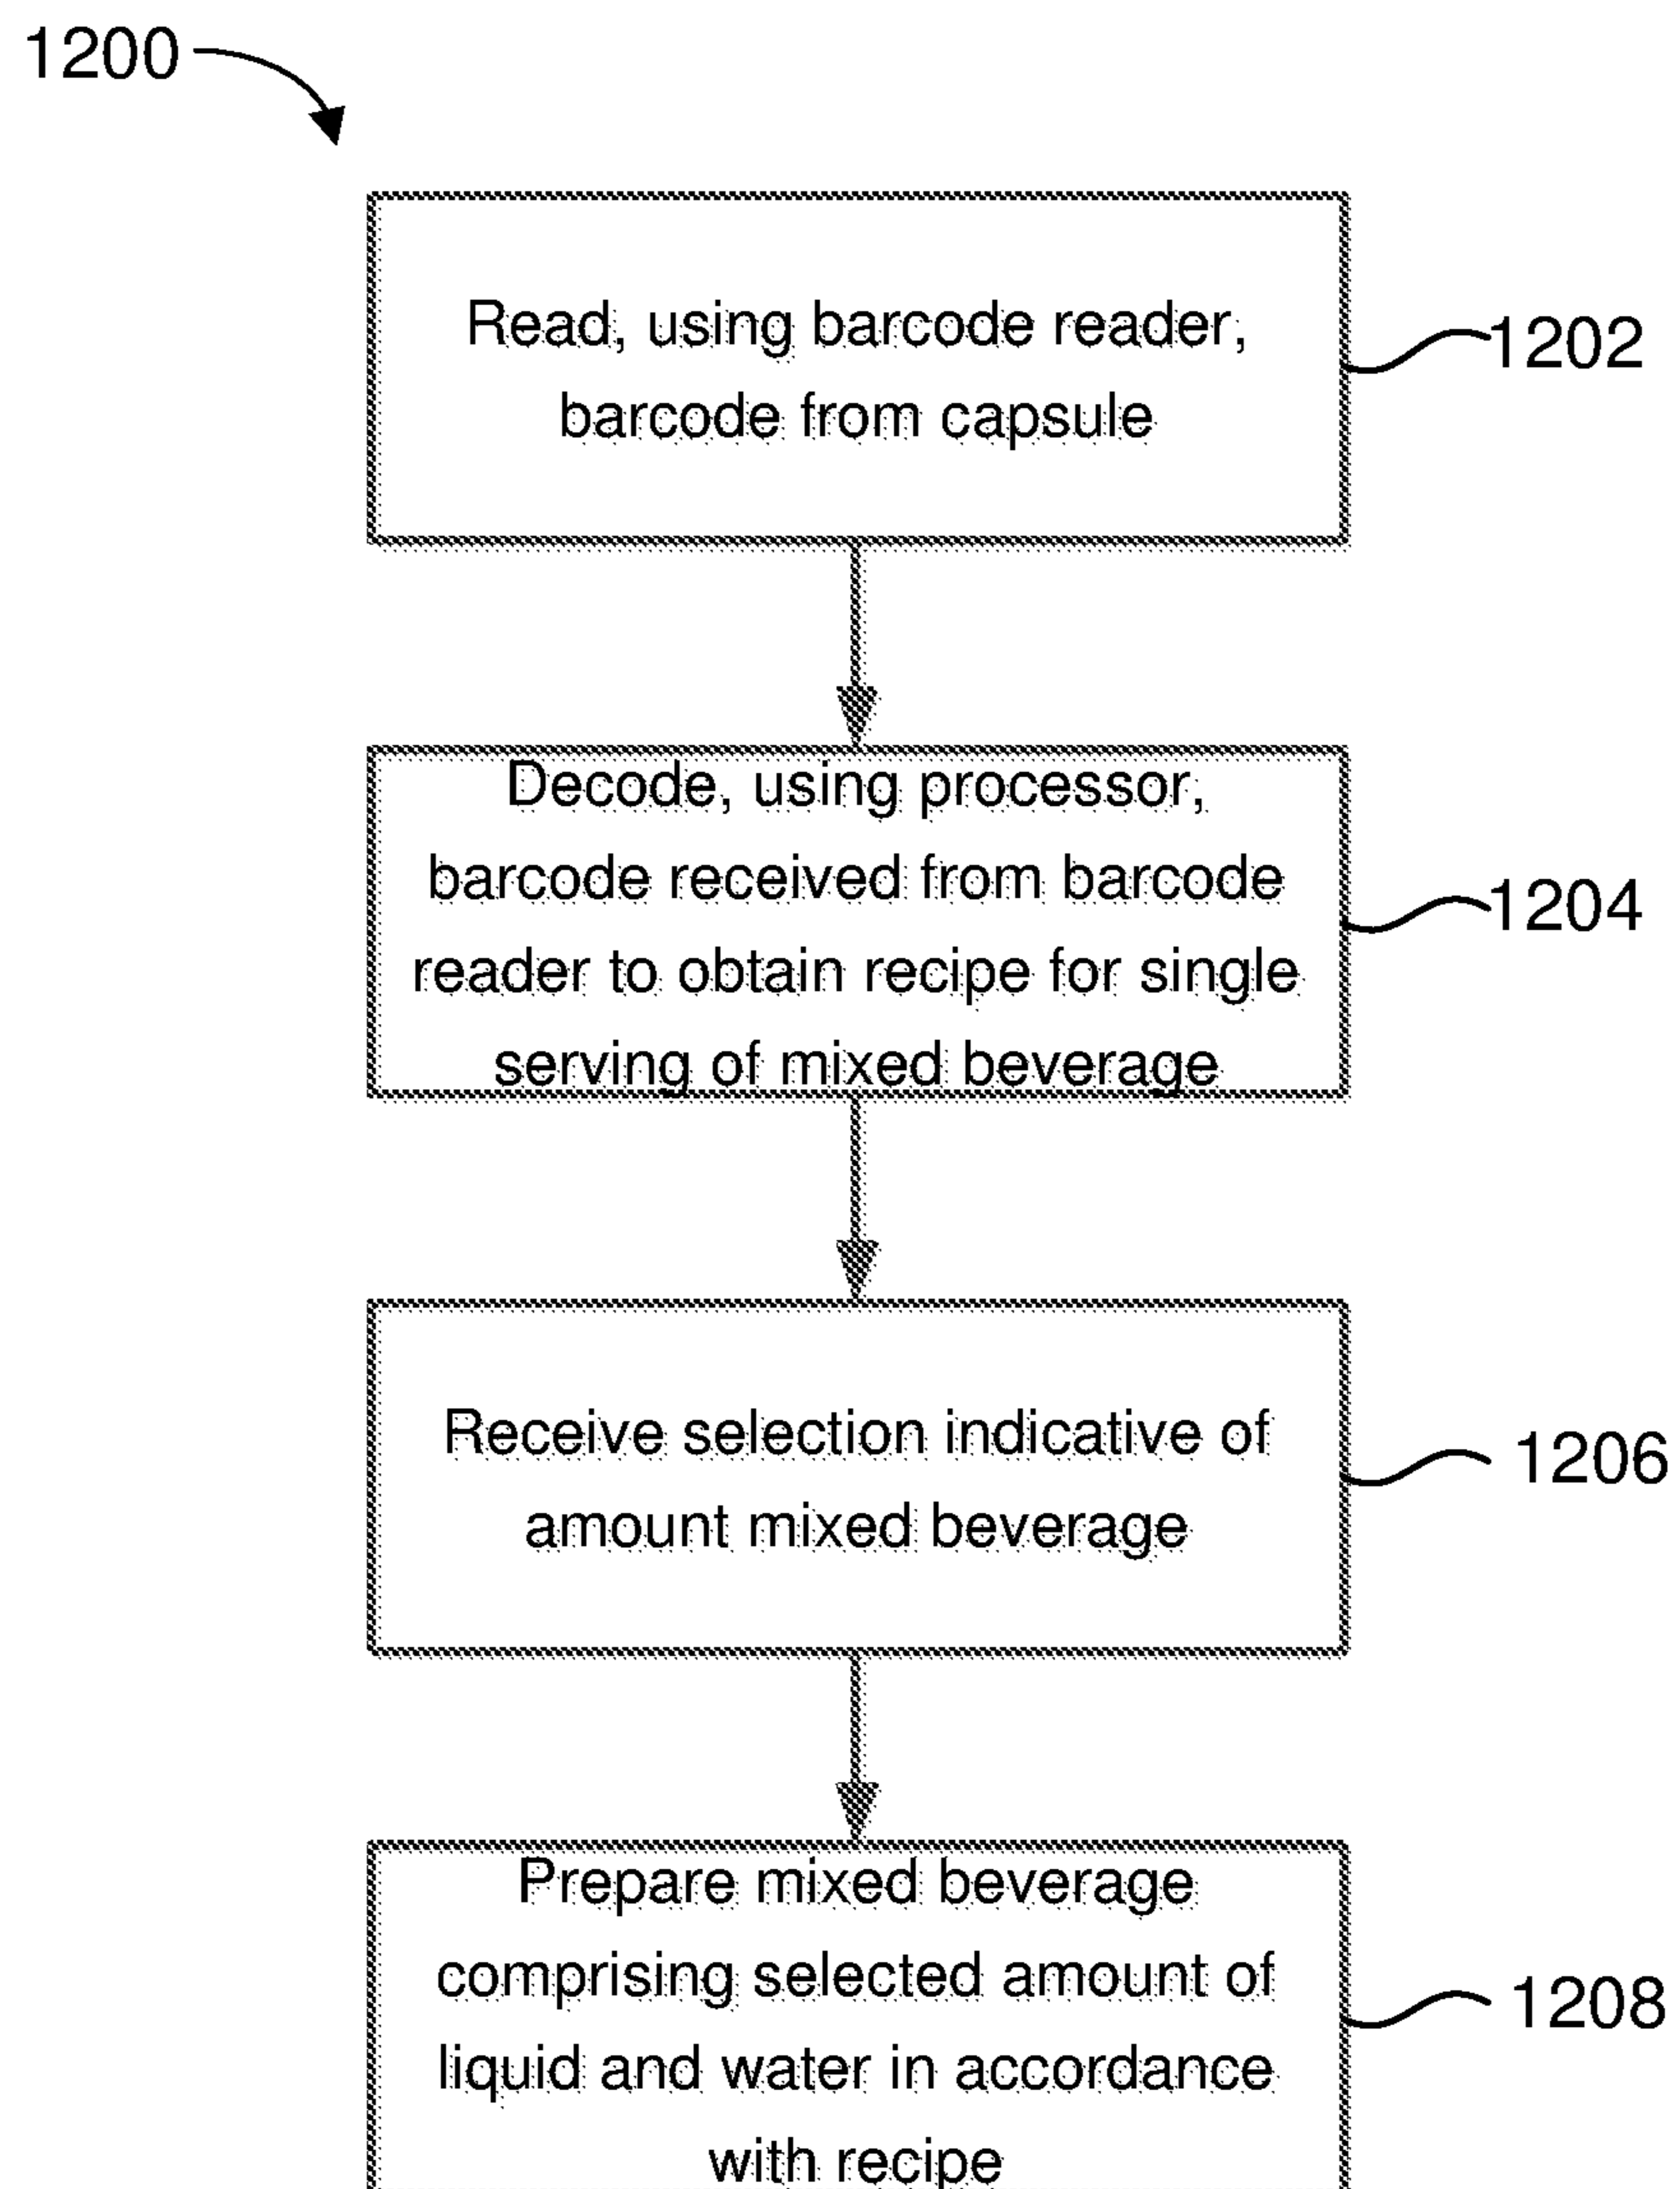 1200
Read, using barcode reader,
barcode from capsule
1202
Decode, using processor,
barcode received from barcode
reader to obtain recipe for single
serving of mixed beverage
1204
Receive selection indicative of
amount mixed beverage
1206
Prepare mixed beverage
comprising selected amount of
liquid and water in accordance
with recipe
1208